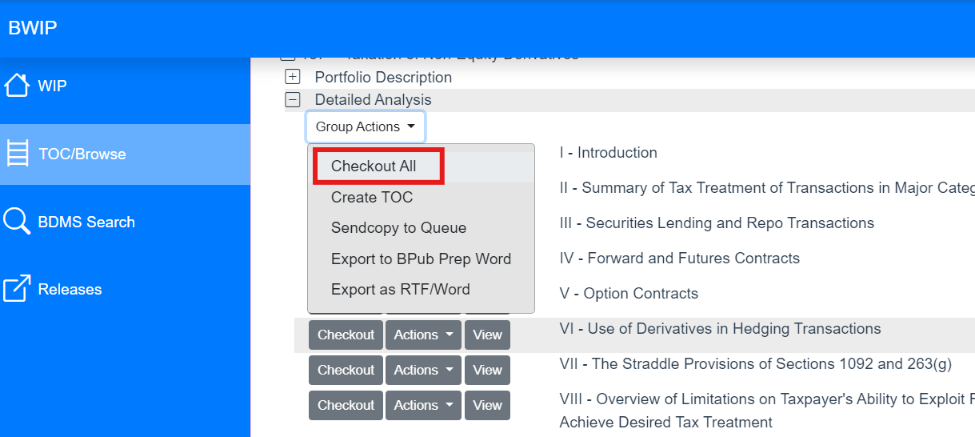 BWIP
WIP
TOC/Browse
BDMS Search
Releases
Taxation of Non-Equity Derivatives
Portfolio Description
Detailed Analysis
Group Actions
Checkout All
Create TOC
Sendcopy to Queue
Export to BPub Prep Word
Export as RTF/Word
I - Introduction
II - Summary of Tax Treatment of Transactions in Major Categ
III - Securities Lending and Repo Transactions
IV - Forward and Futures Contracts
V - Option Contracts
Checkout Actions View VI - Use of Derivatives in Hedging Transactions
Checkout Actions View VII - The Straddle Provisions of Sections 1092 and 263(g)
Checkout Actions View VIII - Overview of Limitations on Taxpayer's Ability to Exploit
Achieve Desired Tax Treatment